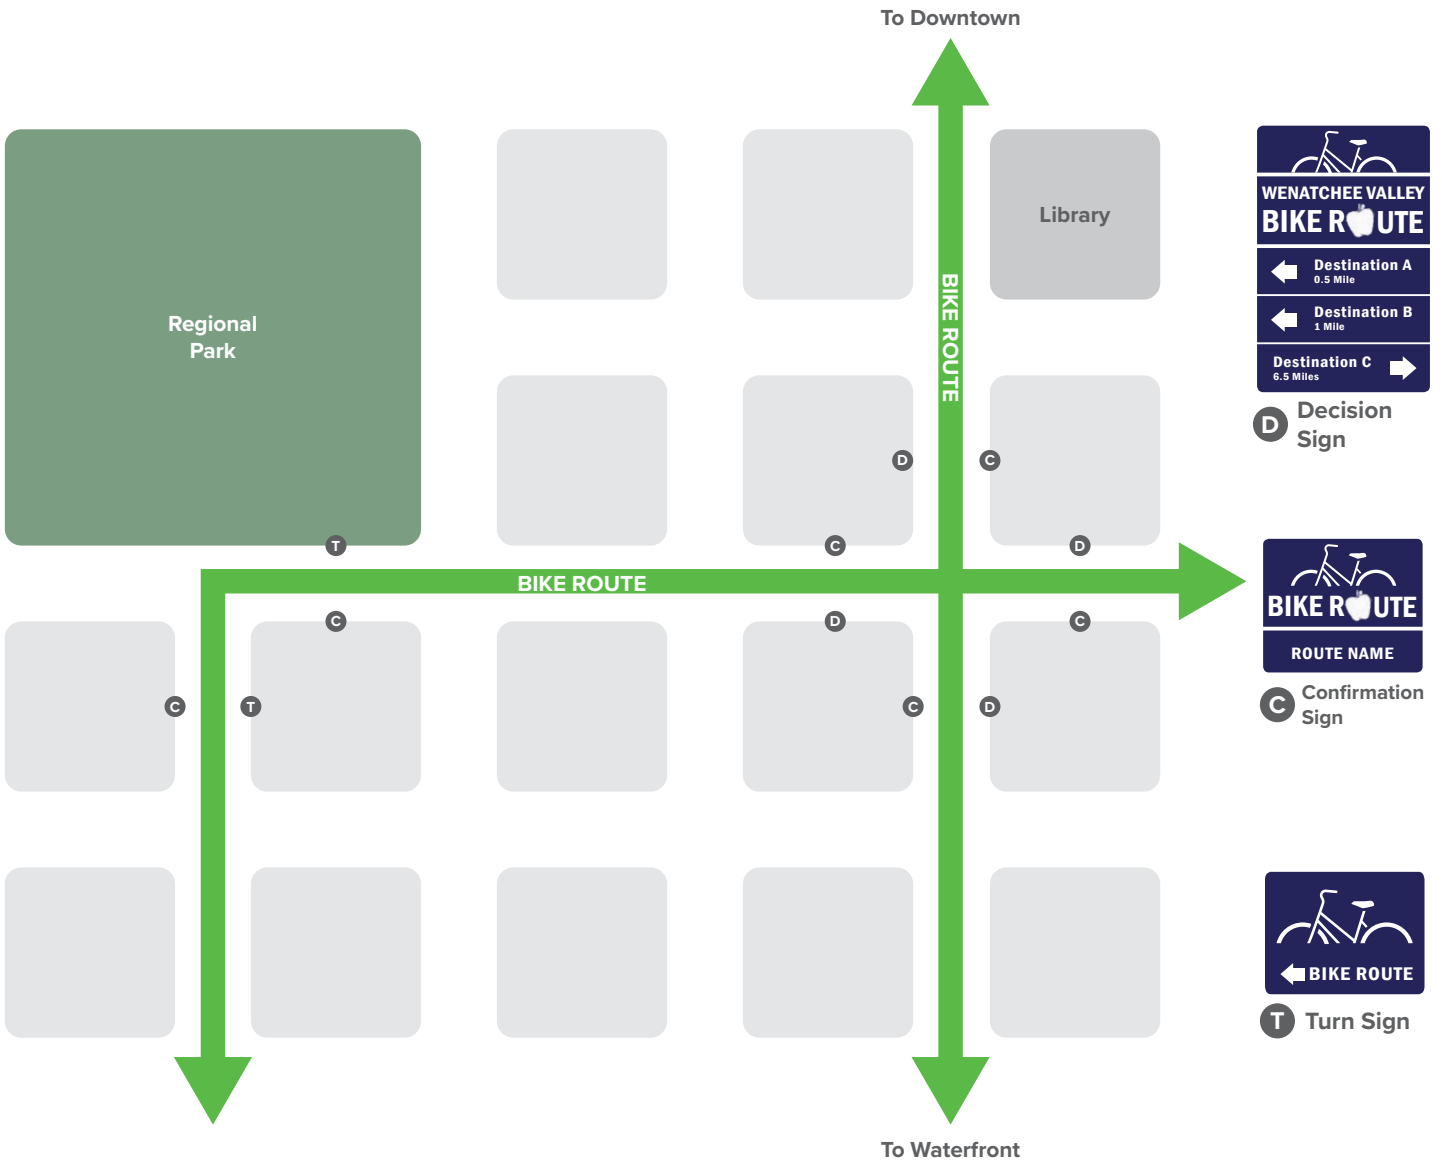 To Downtown
Library
Regional
Park
BIKE ROUTE
D
C
T
C
D
BIKE ROUTE
C
D
C
C
T
C
D
To Waterfront
WENATCHEE VALLEY
BIKE ROUTE
Destination A
0.5 Mile
Destination B
1 Mile
Destination C
6.5 Miles
D Decision
Sign
BIKE ROUTE
ROUTE NAME
C Confirmation
Sign
BIKE ROUTE
T Turn Sign